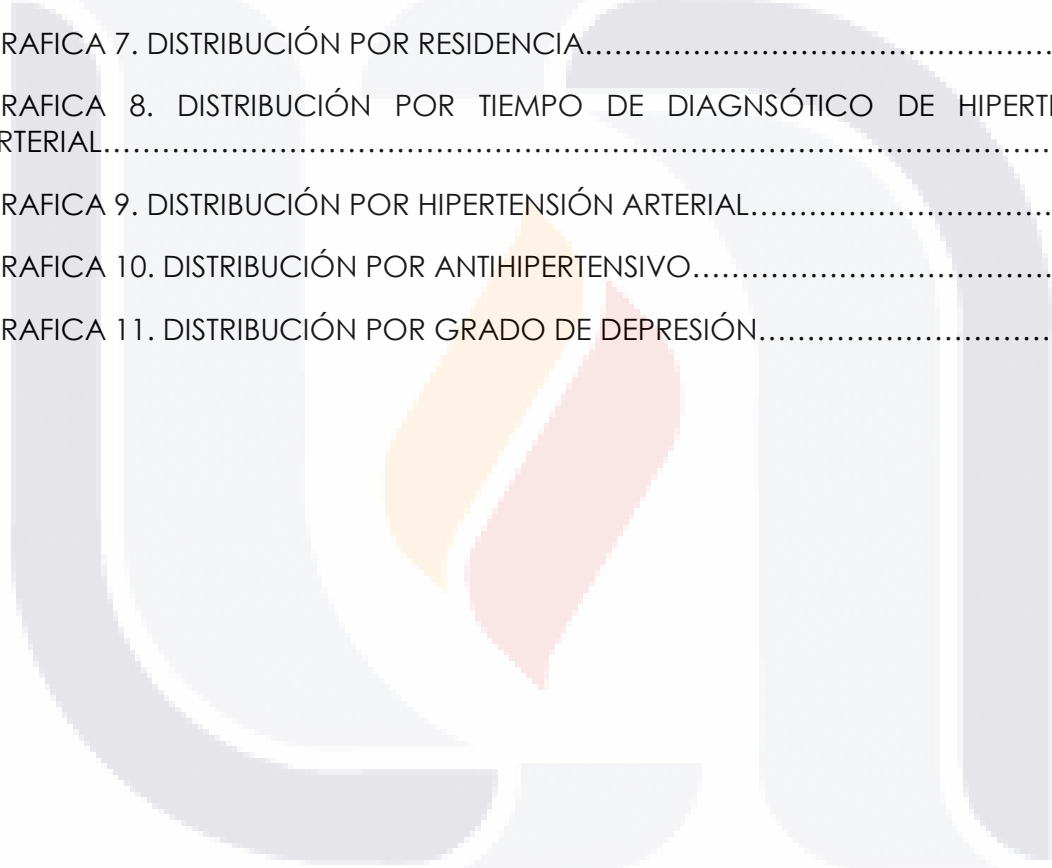 RAFICA 7. DISTRIBUCIÓN POR RESIDENCIA……………………………………………
RAFICA 8. DISTRIBUCIÓN POR TIEMPO DE DIAGNSÓTICO DE HIPERT
RTERIAL……………………………………………………………………………………………
RAFICA 9. DISTRIBUCIÓN POR HIPERTENSIÓN ARTERIAL…………………………
RAFICA 10. DISTRIBUCIÓN POR ANTIHIPERTENSIVO………………………………
RAFICA 11. DISTRIBUCIÓN POR GRADO DE DEPRESIÓN…………………………